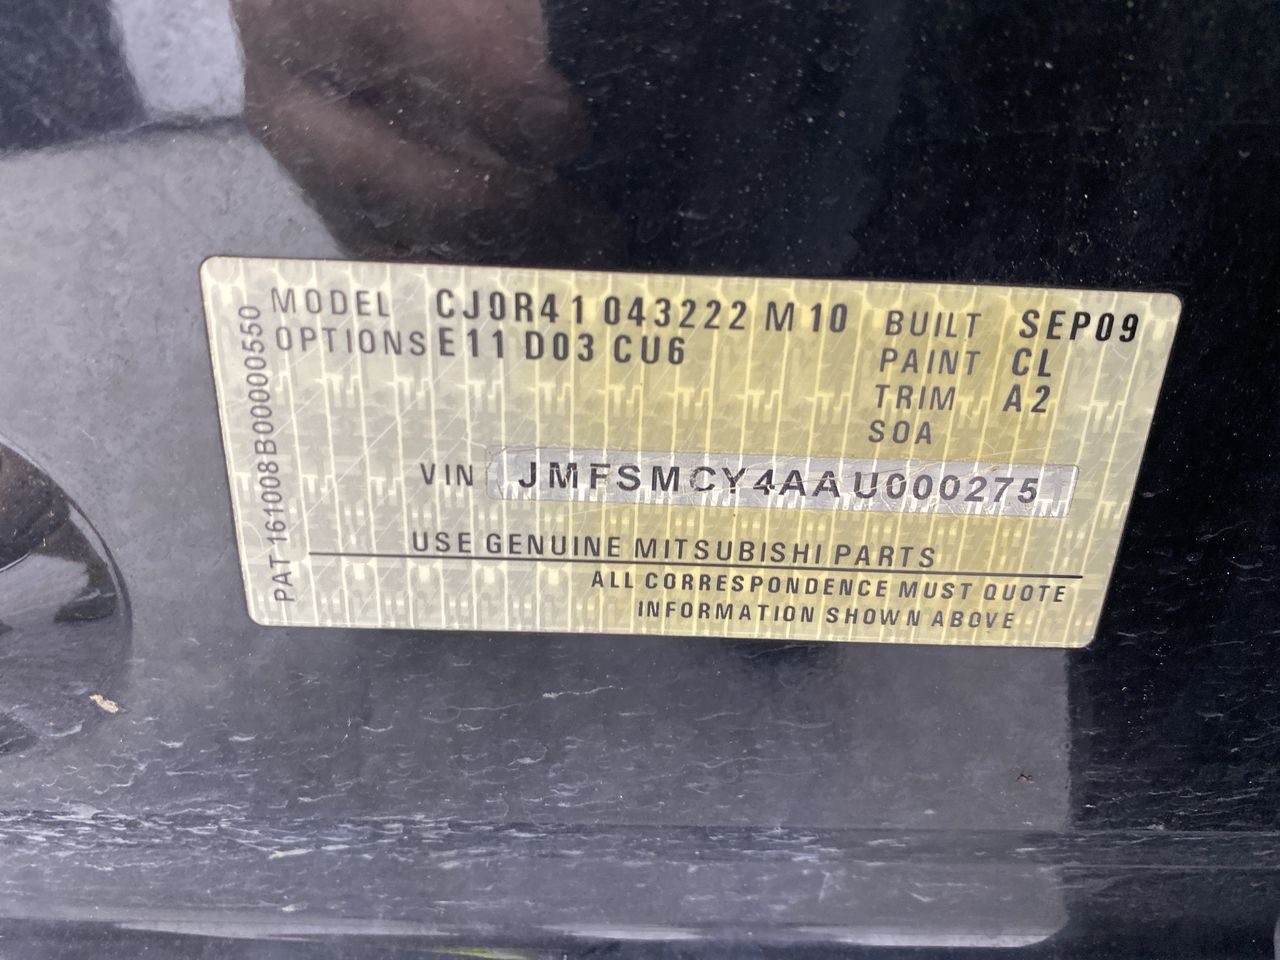 MODEL CJ0R41 043222 M10 BUILT SEP09
OPTIONS E11 D03 CU6 PAINT CL
TRIM A2
SOA
VIN JMFSMCY4AAU000275
USE GENUINE MITSUBISHI PARTS
ALL CORRESPONDENCE MUST QUOTE
INFORMATION SHOWN ABOVE
PAT 161008B00000550